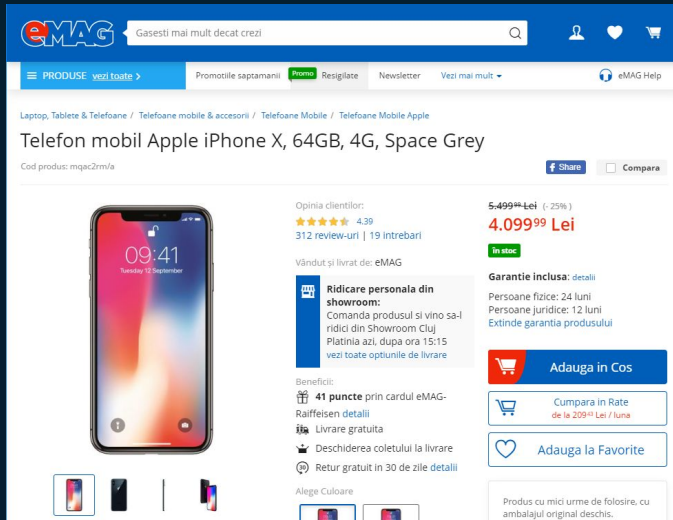 eMAG
Gasesti mai mult decat crezi
PRODUSE vezi toate >
Promotiile saptamanii
Promo
Resigilate
Newsletter
Vezi mai mult
eMAG Help
Laptop, Tablete & Telefoane / Telefoane mobile & accesorii / Telefoane Mobile / Telefoane Mobile Apple
Telefon mobil Apple iPhone X, 64GB, 4G, Space Grey
Cod produs: mqac2rm/a
f Share
Compara
09:41
Tuesday 12 September
Opinia clientilor:
4.39
312 review-uri | 19 intrebari
Vândut și livrat de: eMAG
Ridicare personala din
showroom:
Comanda produsul si vino sa-l
ridici din Showroom Cluj
Platinia azi, dupa ora 15:15
vezi toate optiunile de livrare
Beneficii:
41 puncte prin cardul eMAG-
Raiffeisen detalii
Livrare gratuita
Deschiderea coletului la livrare
30 Retur gratuit in 30 de zile detalii
Alege Culoare
5.499⁹⁹ Lei (-25%)
4.099⁹⁹ Lei
în stoc
Garantie inclusa: detalii
Persoane fizice: 24 luni
Persoane juridice: 12 luni
Extinde garantia produsului
Adauga in Cos
Cumpara in Rate
de la 209⁴³ Lei / luna
Adauga la Favorite
Produs cu mici urme de folosire, cu
ambalajul original deschis.